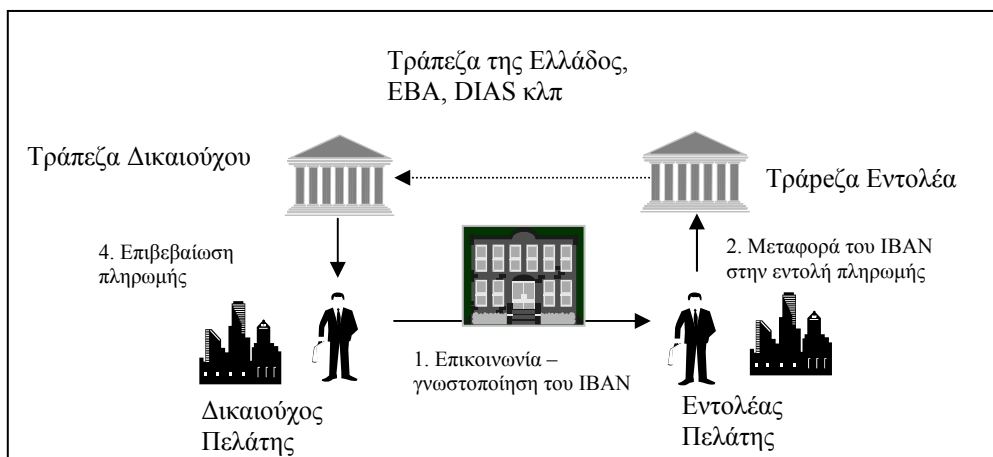 Τράπεζα της Ελλάδος,
EBA, DIAS κλπ
Τράπεζα Δικαιούχου
Τράpeζα Εντολέα
4. Επιβεβαίωση
πληρωμής
2. Μεταφορά του IBAN
στην εντολή πληρωμής
1. Επικοινωνία –
γνωστοποίηση του IBAN
Δικαιούχος
Πελάτης
Εντολέας
Πελάτης